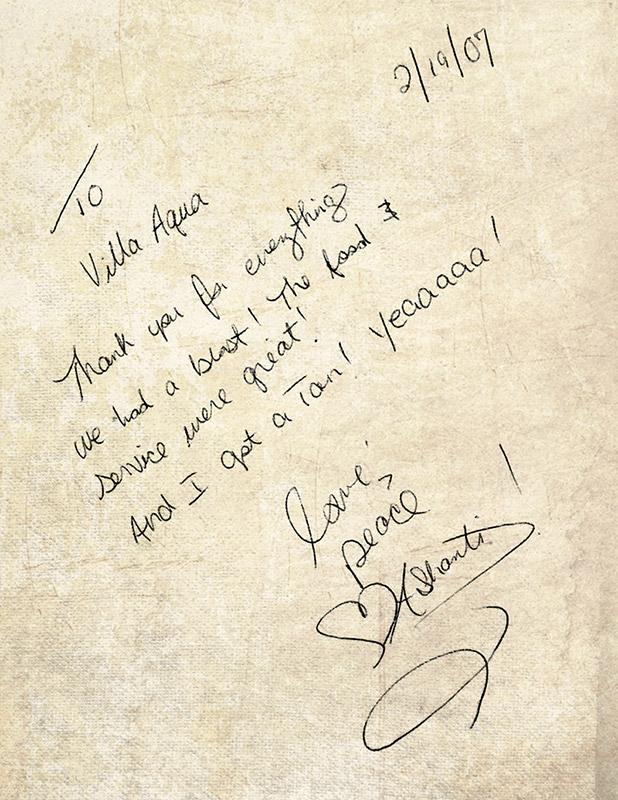 2/19/07
To
Villa Aqua
Thank you for everything
we had a blast! The food &
service were great!
And I got a Tan! Yeaaaaa!
Love,
peace
Ashanti